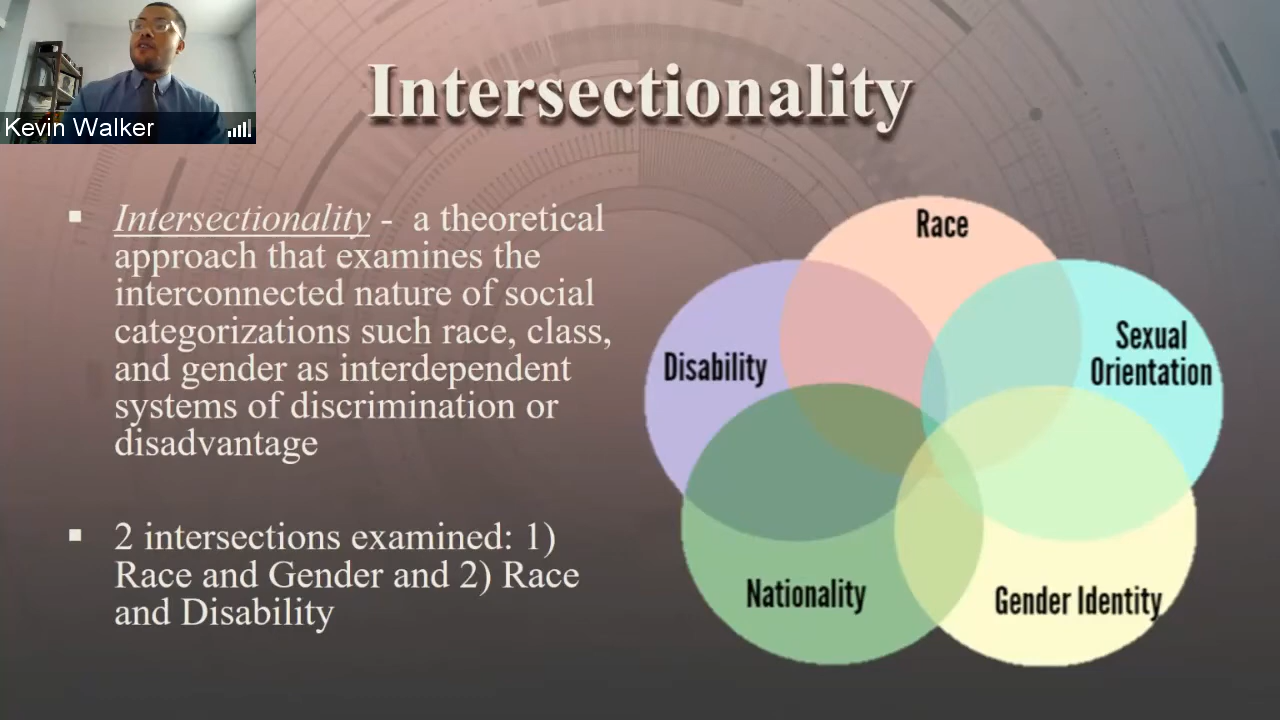 Kevin Walker
Intersectionality
▪ Intersectionality - a theoretical
approach that examines the
interconnected nature of social
categorizations such race, class,
and gender as interdependent
systems of discrimination or
disadvantage
▪ 2 intersections examined: 1)
Race and Gender and 2) Race
and Disability
Race
Sexual
Orientation
Disability
Nationality
Gender Identity